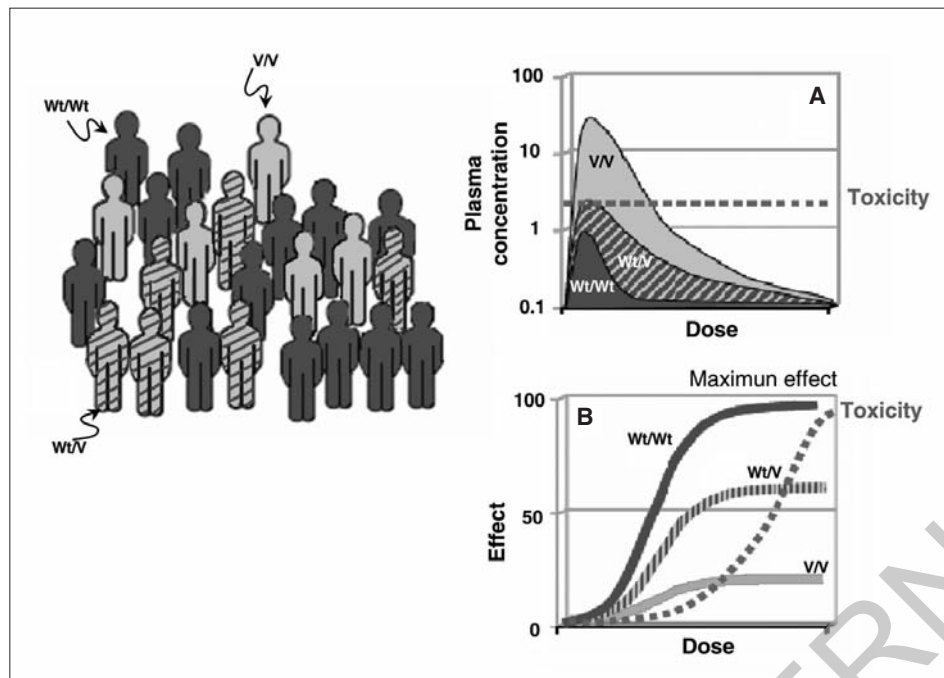 V/V
Wt/Wt
Wt/V
100
A
10
V/V
Toxicity
1
Wt/V
Wt/Wt
0.1
Plasma
concentration
Dose
Maximun effect
100
B
Toxicity
Wt/Wt
Wt/V
50
V/V
0
Effect
Dose